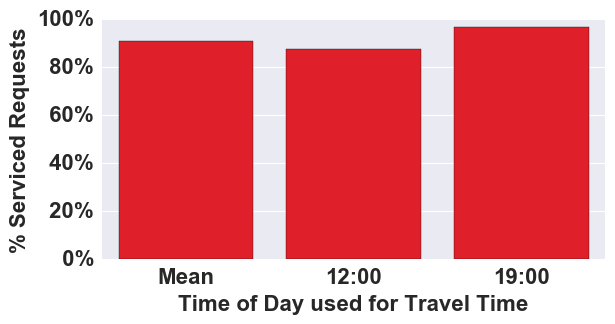 % Serviced Requests
100%
80%
60%
40%
20%
0%
Mean 12:00 19:00
Time of Day used for Travel Time